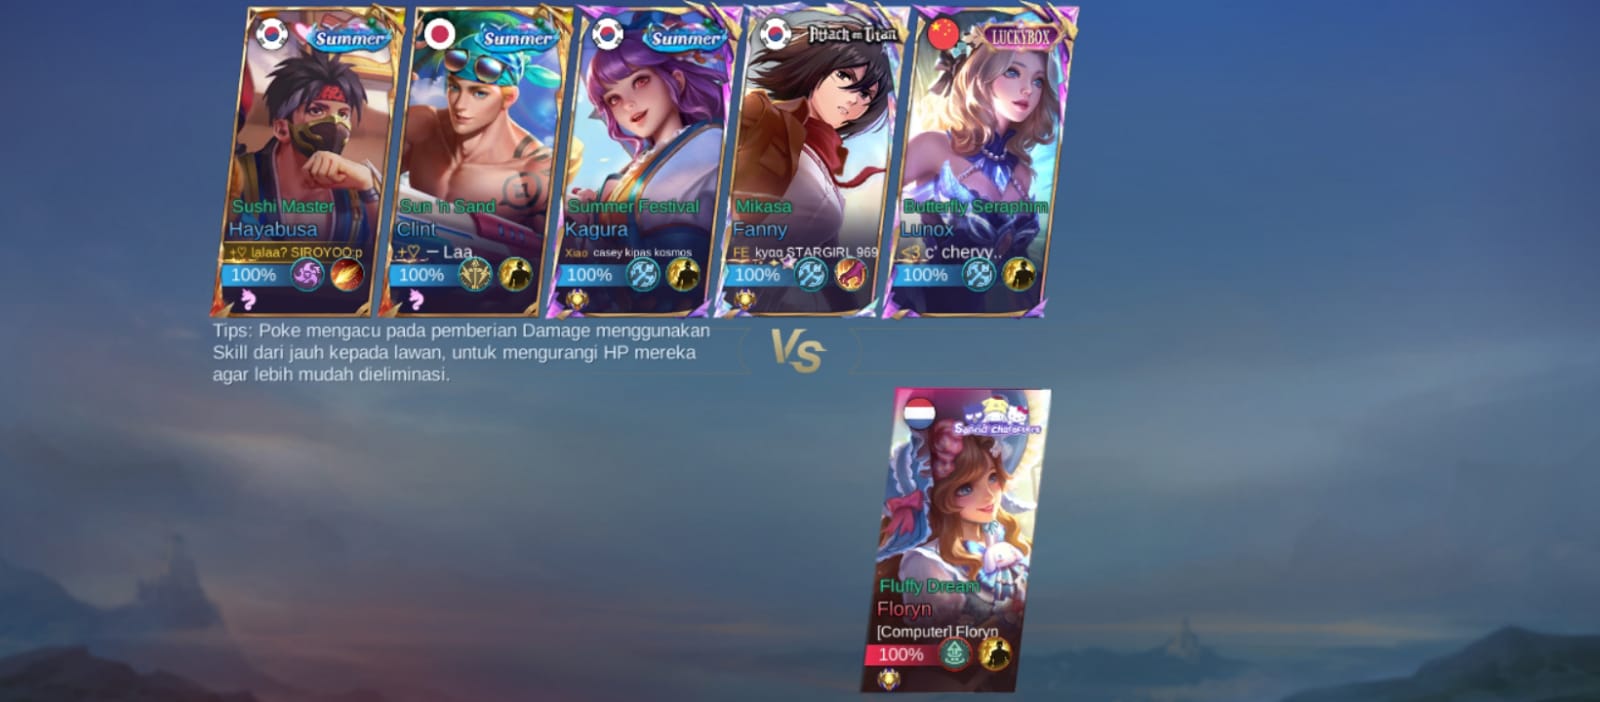 Summer
Summer
Summer
Attack on Titan
LUCKYBOX
Sushi Master
Hayabusa
+♡ lalaa? SIROYOO:p
100%
Sun 'n Sand
Clint
+♡ — Laa
100%
Summer Festival
Kagura
Xiao casey kipas kosmos
100%
Mikasa
Fanny
FE kyaa STARGIRL 969
100%
Butterfly Seraphim
Lunox
<3 c' chervy..
100%
Tips: Poke mengacu pada pemberian Damage menggunakan
Skill dari jauh kepada lawan, untuk mengurangi HP mereka
agar lebih mudah dieliminasi.
VS
Sanrio Characters
Fluffy Dream
Floryn
[Computer] Floryn
100%